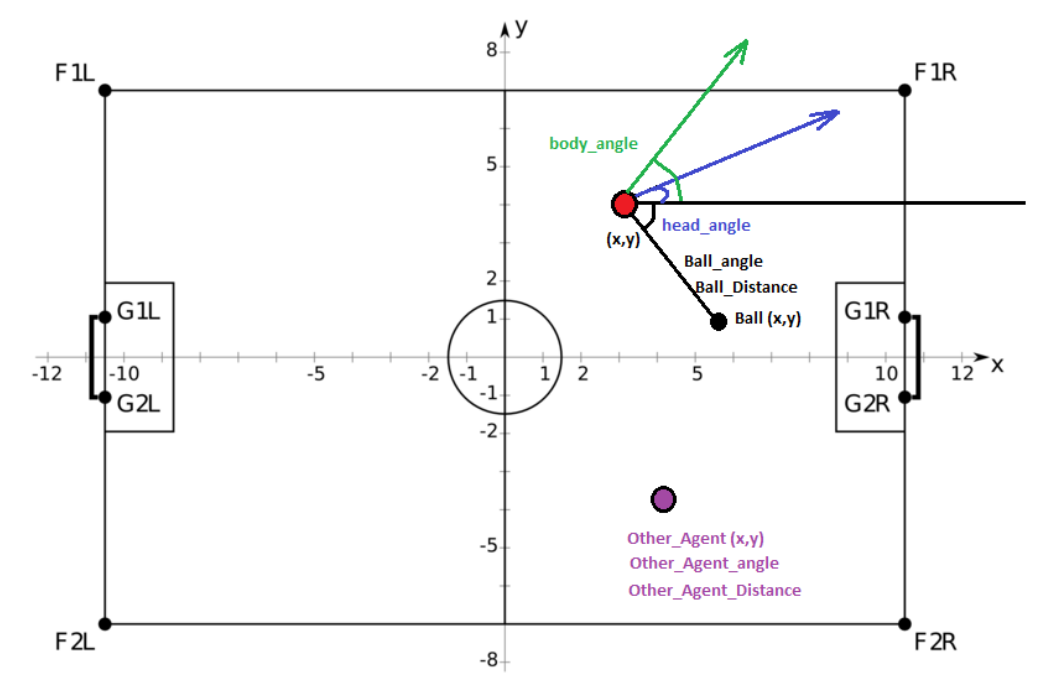 y
8
F1L
F1R
body_angle
5
head_angle
(x,y)
Ball_angle
2
Ball_Distance
G1L
1
Ball (x,y)
G1R
-12
-10
-5
-2
-1
1
2
5
10
12
x
G2L
-1
G2R
-2
Other_Agent (x,y)
-5
Other_Agent_angle
Other_Agent_Distance
F2L
F2R
-8